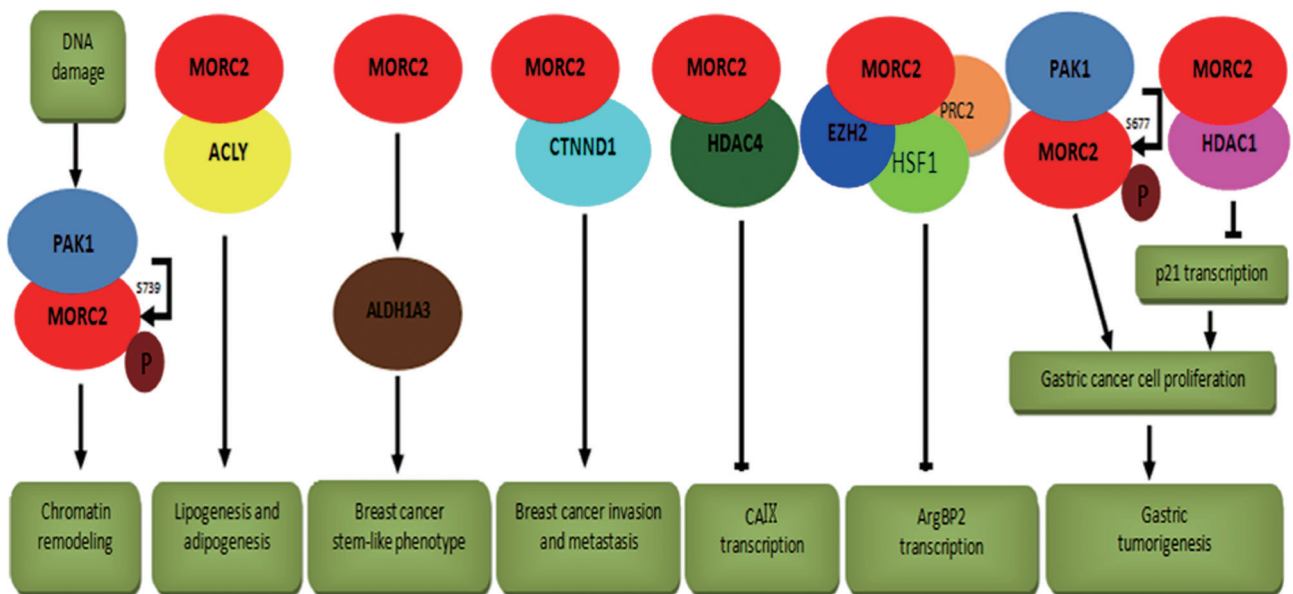 DNA
damage
PAK1
S739
MORC2
P
Chromatin
remodeling
MORC2
ACLY
Lipogenesis and
adipogenesis
MORC2
ALDH1A3
Breast cancer
stem-like phenotype
MORC2
CTNND1
Breast cancer invasion
and metastasis
MORC2
HDAC4
CAIX
transcription
MORC2
PRC2
EZH2
HSF1
ArgBP2
transcription
PAK1
S677
MORC2
P
MORC2
HDAC1
p21 transcription
Gastric cancer cell proliferation
Gastric
tumorigenesis